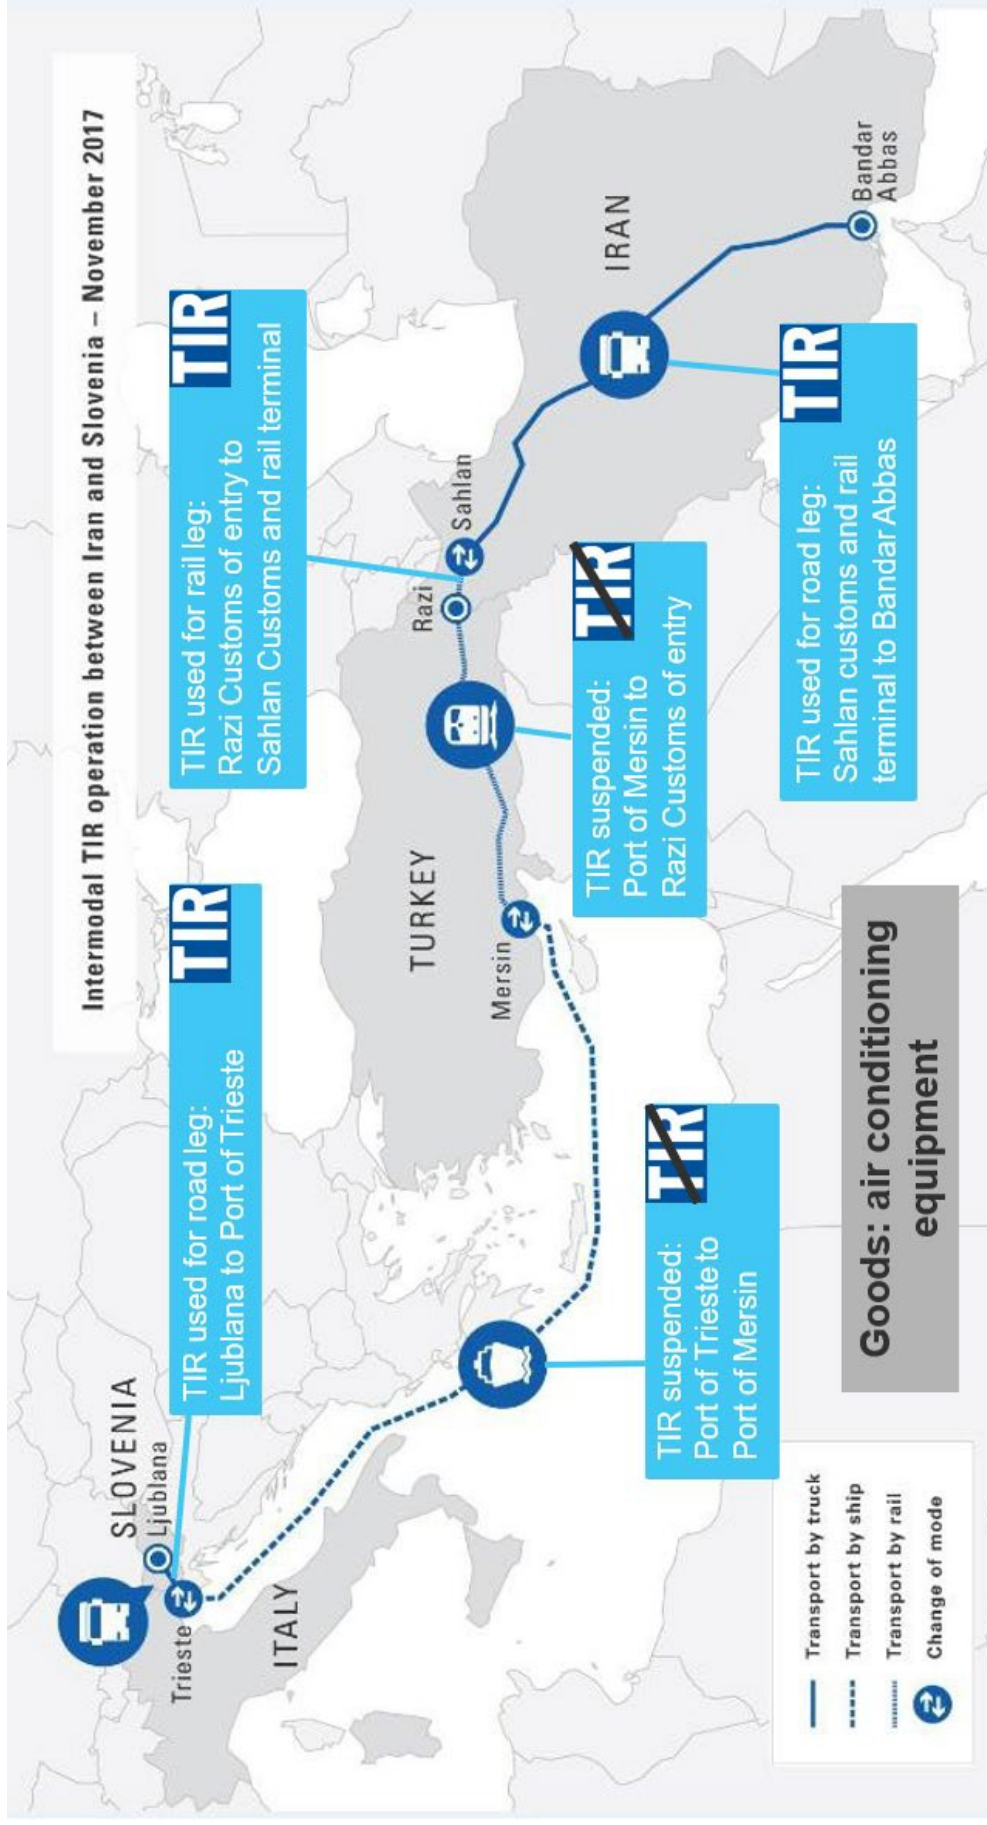 Intermodal TIR operation between Iran and Slovenia – November 2017
SLOVENIA
Ljublana
Trieste
ITALY
TIR used for road leg:
Ljublana to Port of Trieste
TIR
TIR suspended:
Port of Trieste to
Port of Mersin
TIR
TURKEY
Mersin
TIR suspended:
Port of Mersin to
Razi Customs of entry
TIR
Razi
Sahlan
TIR used for rail leg:
Razi Customs of entry to
Sahlan Customs and rail terminal
TIR
IRAN
Bandar
Abbas
TIR used for road leg:
Sahlan customs and rail
terminal to Bandar Abbas
TIR
Goods: air conditioning
equipment
Transport by truck
Transport by ship
Transport by rail
Change of mode